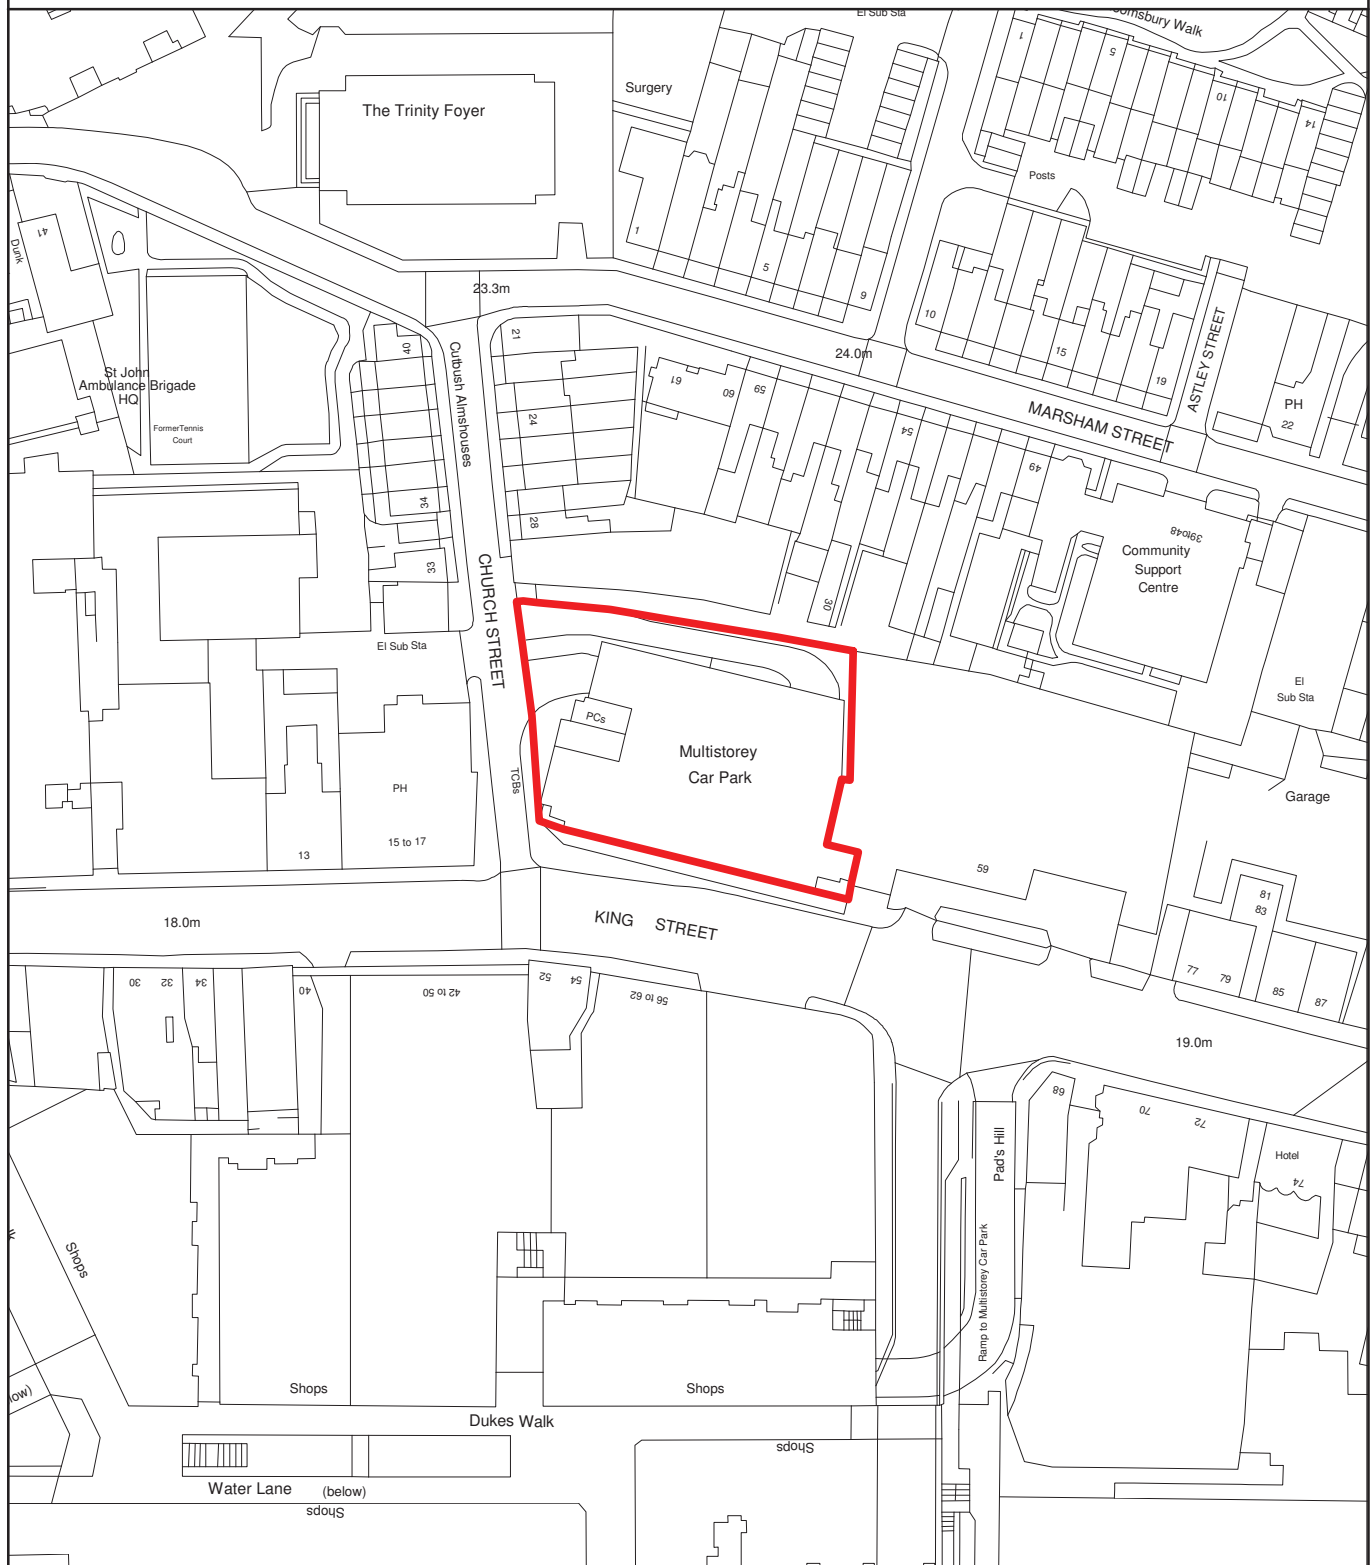 El Sub Sta
Surgery
The Trinity Foyer
1
5
10
14
Posts
41
Dunk
1
5
9
10
15
19
23.3m
24.0m
ASTLEY STREET
MARSHAM STREET
PH
22
St John
Ambulance Brigade
HQ
FormerTennis
Court
40
34
33
Cutbush Almshouses
21
24
28
61
60
59
54
49
30
39to48
Community
Support
Centre
CHURCH STREET
El Sub Sta
El
Sub Sta
PCs
TCBs
Multistorey
Car Park
PH
15 to 17
13
Garage
59
81
83
77
79
85
87
18.0m
KING STREET
19.0m
30
32
34
40
42 to 50
52
54
56 to 62
68
70
72
Hotel
74
Pad's Hill
Ramp to Multistorey Car Park
Shops
Shops
Shops
Dukes Walk
Shops
Water Lane (below)
Shops